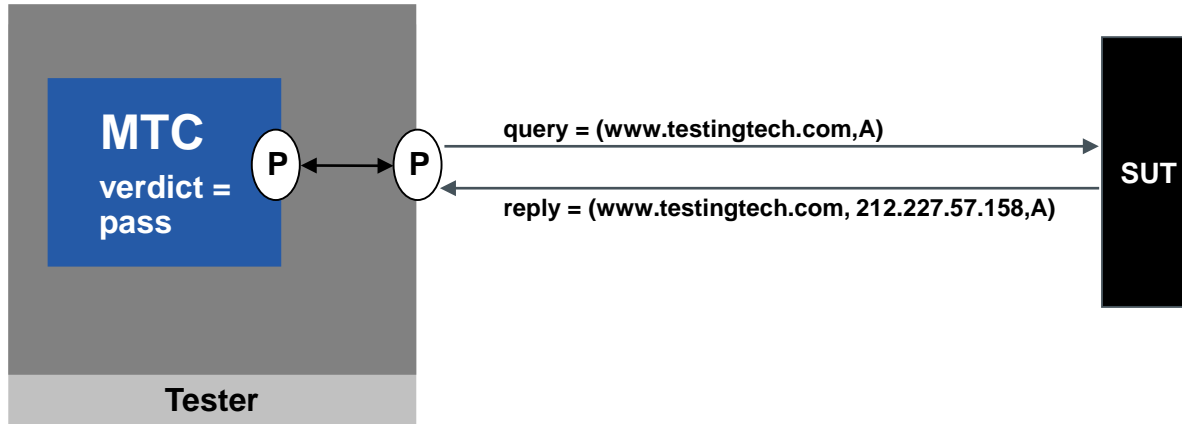 MTC
verdict =
pass
P
P
query = (www.testingtech.com,A)
reply = (www.testingtech.com, 212.227.57.158,A)
SUT
Tester